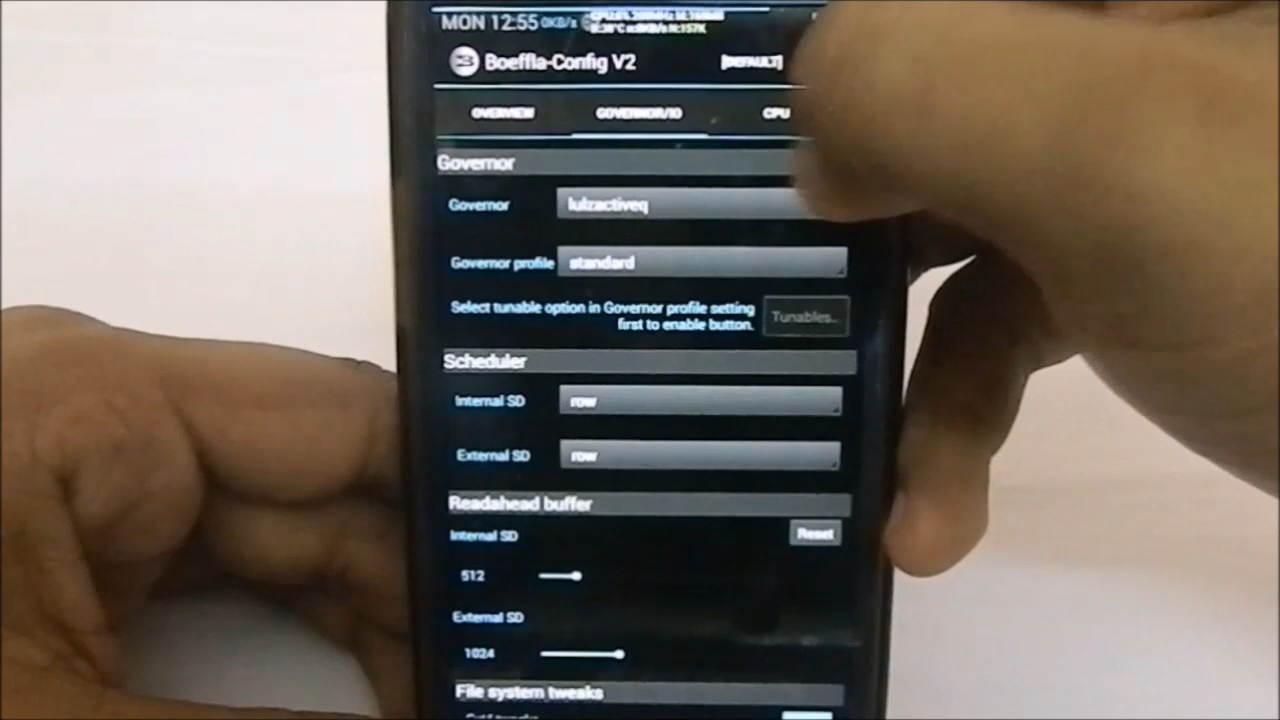 MON 12:55 0KB/s
Boeffla-Config V2 [DEFAULT]
OVERVIEW GOVERNOR/IO CPU
Governor
Governor lulzactiveq
Governor profile standard
Select tunable option in Governor profile setting
first to enable button. Tunables...
Scheduler
Internal SD row
External SD row
Readahead buffer
Internal SD Reset
512
External SD
1024
File system tweaks